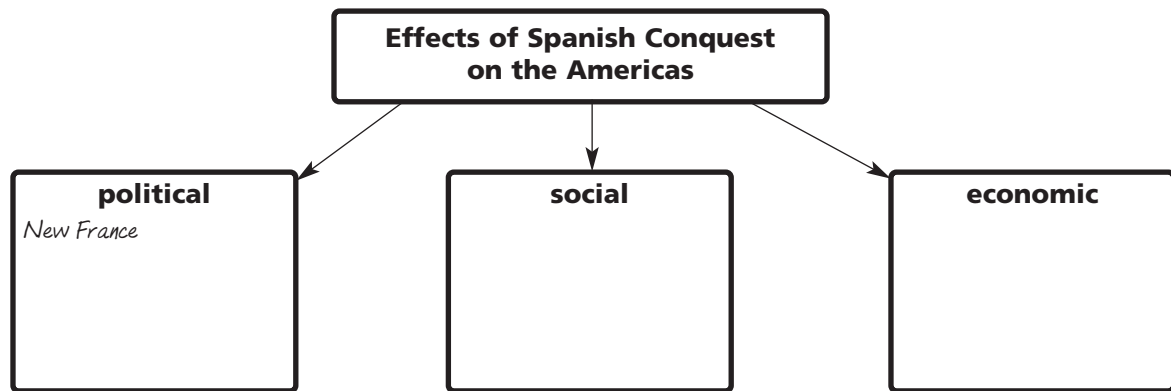 Effects of Spanish Conquest
on the Americas
political
New France
social
economic